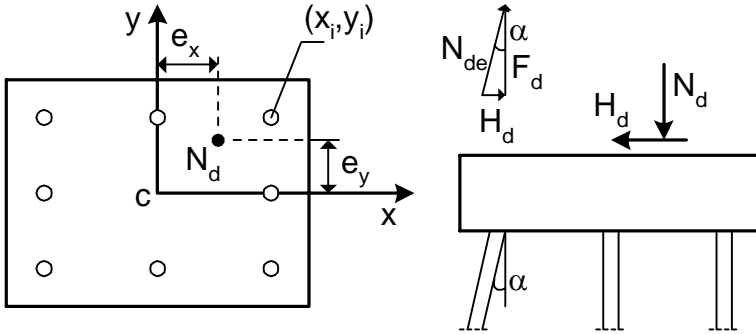 y
e_x
(x_i,y_i)
N_d
e_y
c
x
α
N_de
F_d
H_d
N_d
H_d
α